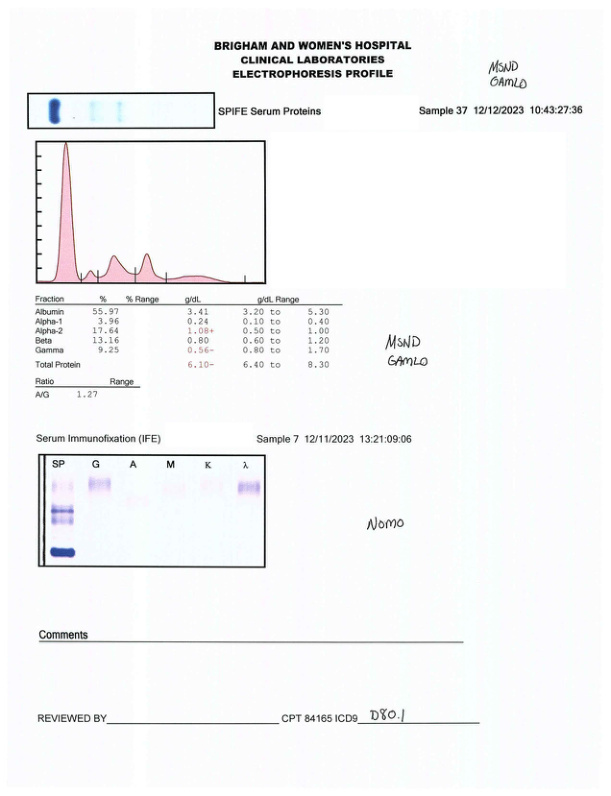 BRIGHAM AND WOMEN'S HOSPITAL
CLINICAL LABORATORIES
ELECTROPHORESIS PROFILE
MSND
GAMLO
SPIFE Serum Proteins Sample 37 12/12/2023 10:43:27:36
Fraction % % Range g/dL g/dL Range
Albumin 55.97 3.41 3.20 to 5.30
Alpha-1 3.96 0.24 0.10 to 0.40
Alpha-2 17.64 1.08+ 0.50 to 1.00
Beta 13.16 0.80 0.60 to 1.20
Gamma 9.25 0.56- 0.80 to 1.70
Total Protein 6.10- 6.40 to 8.30
MSND
GAMLO
Ratio Range
A/G 1.27
Serum Immunofixation (IFE) Sample 7 12/11/2023 13:21:09:06
SP G A M K λ
NOMO
Comments
REVIEWED BY CPT 84165 ICD9 D80.1